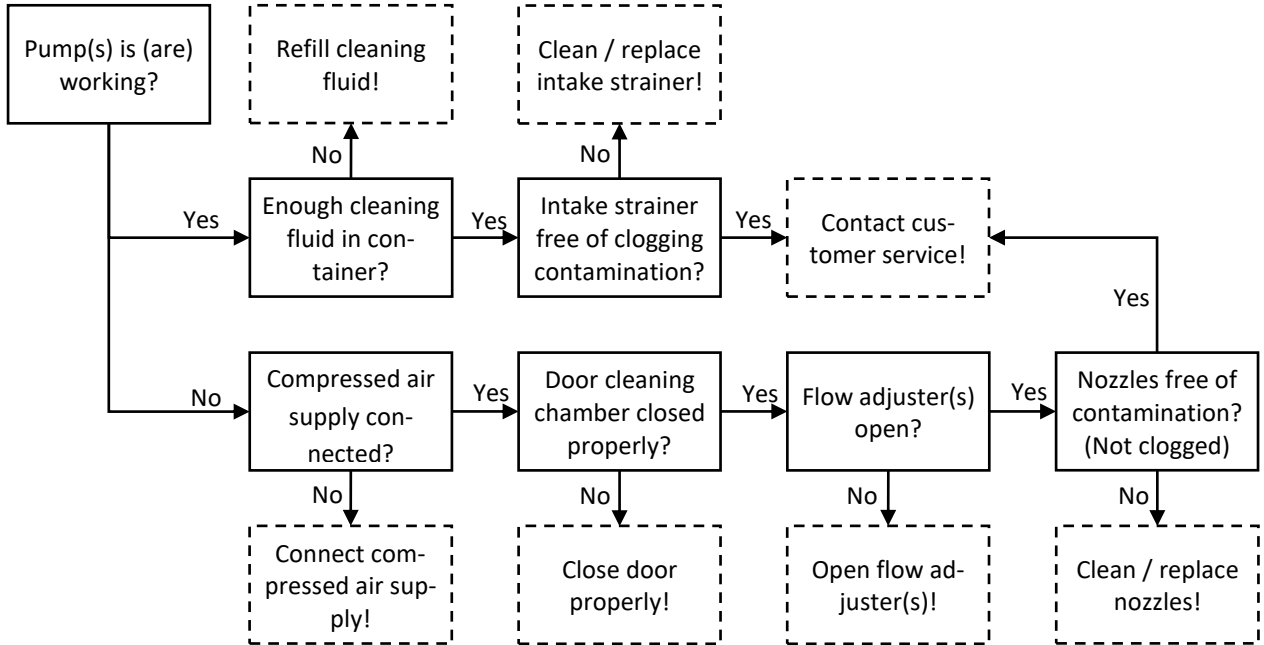 Pump(s) is (are)
working?
Refill cleaning
fluid!
Clean / replace
intake strainer!
No
No
Yes
Enough cleaning
fluid in con-
tainer?
Yes
Intake strainer
free of clogging
contamination?
Yes
Contact cus-
tomer service!
Yes
No
Compressed air
supply con-
nected?
Yes
Door cleaning
chamber closed
properly?
Yes
Flow adjuster(s)
open?
Yes
Nozzles free of
contamination?
(Not clogged)
No
No
No
No
Connect com-
pressed air sup-
ply!
Close door
properly!
Open flow ad-
juster(s)!
Clean / replace
nozzles!